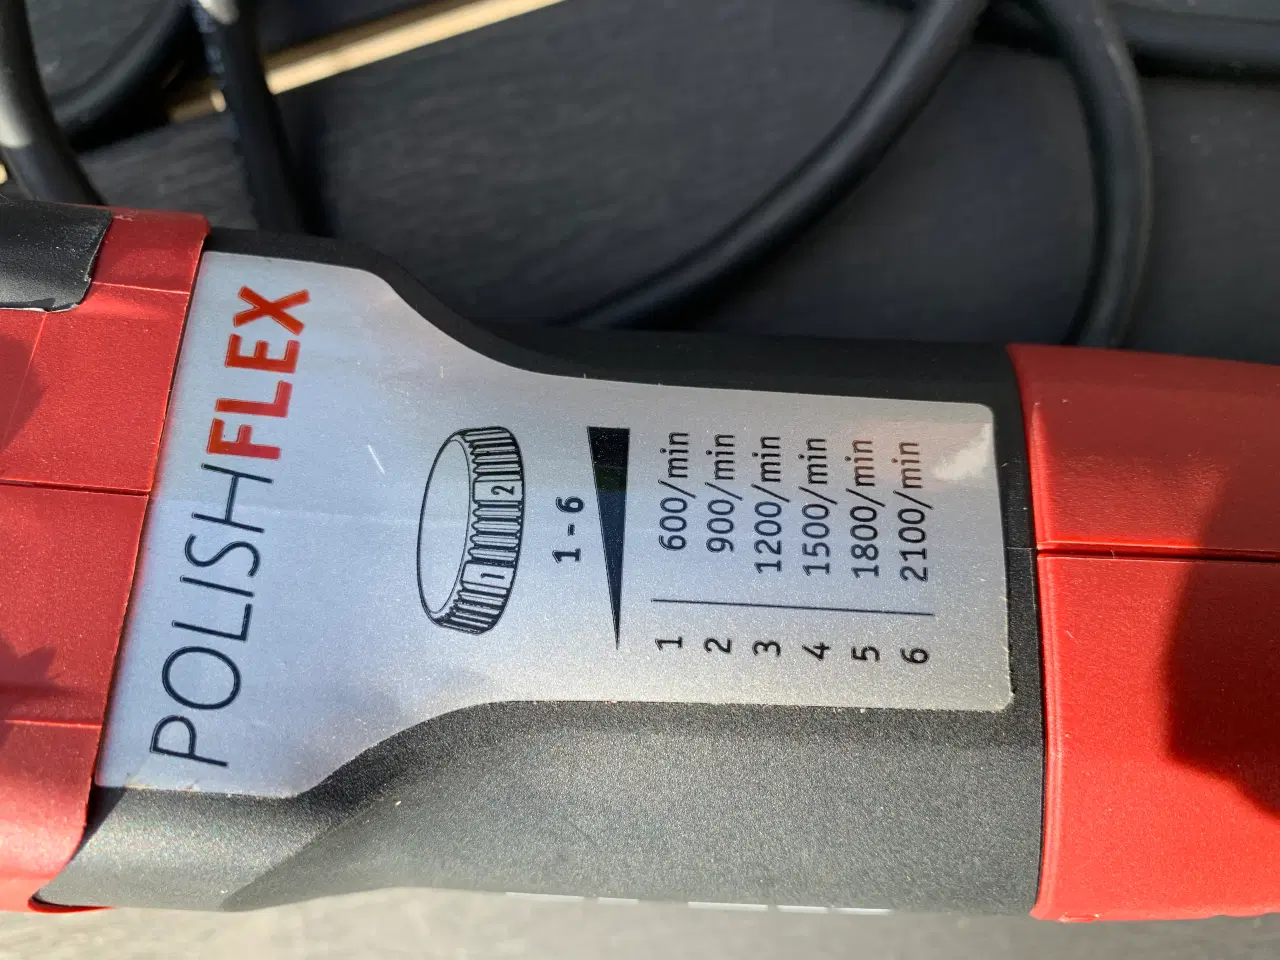 POLISHFLEX
1 2
1 - 6
1 600/min
2 900/min
3 1200/min
4 1500/min
5 1800/min
6 2100/min